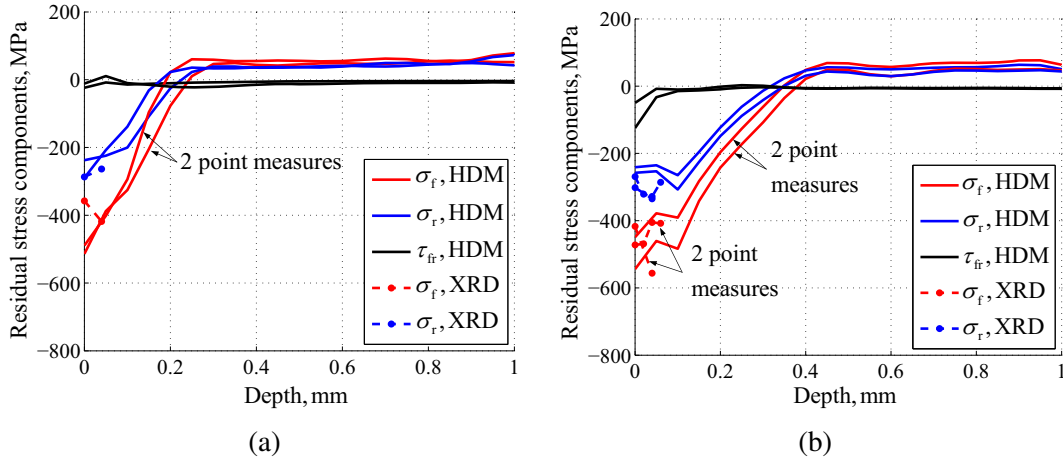 200
0
−200
−400
−600
−800
Residual stress components, MPa
2 point measures
σf, HDM
σr, HDM
τfr, HDM
σf, XRD
σr, XRD
0 0.2 0.4 0.6 0.8 1
Depth, mm
(a)
200
0
−200
−400
−600
−800
Residual stress components, MPa
2 point
measures
2 point
measures
σf, HDM
σr, HDM
τfr, HDM
σf, XRD
σr, XRD
0 0.2 0.4 0.6 0.8 1
Depth, mm
(b)